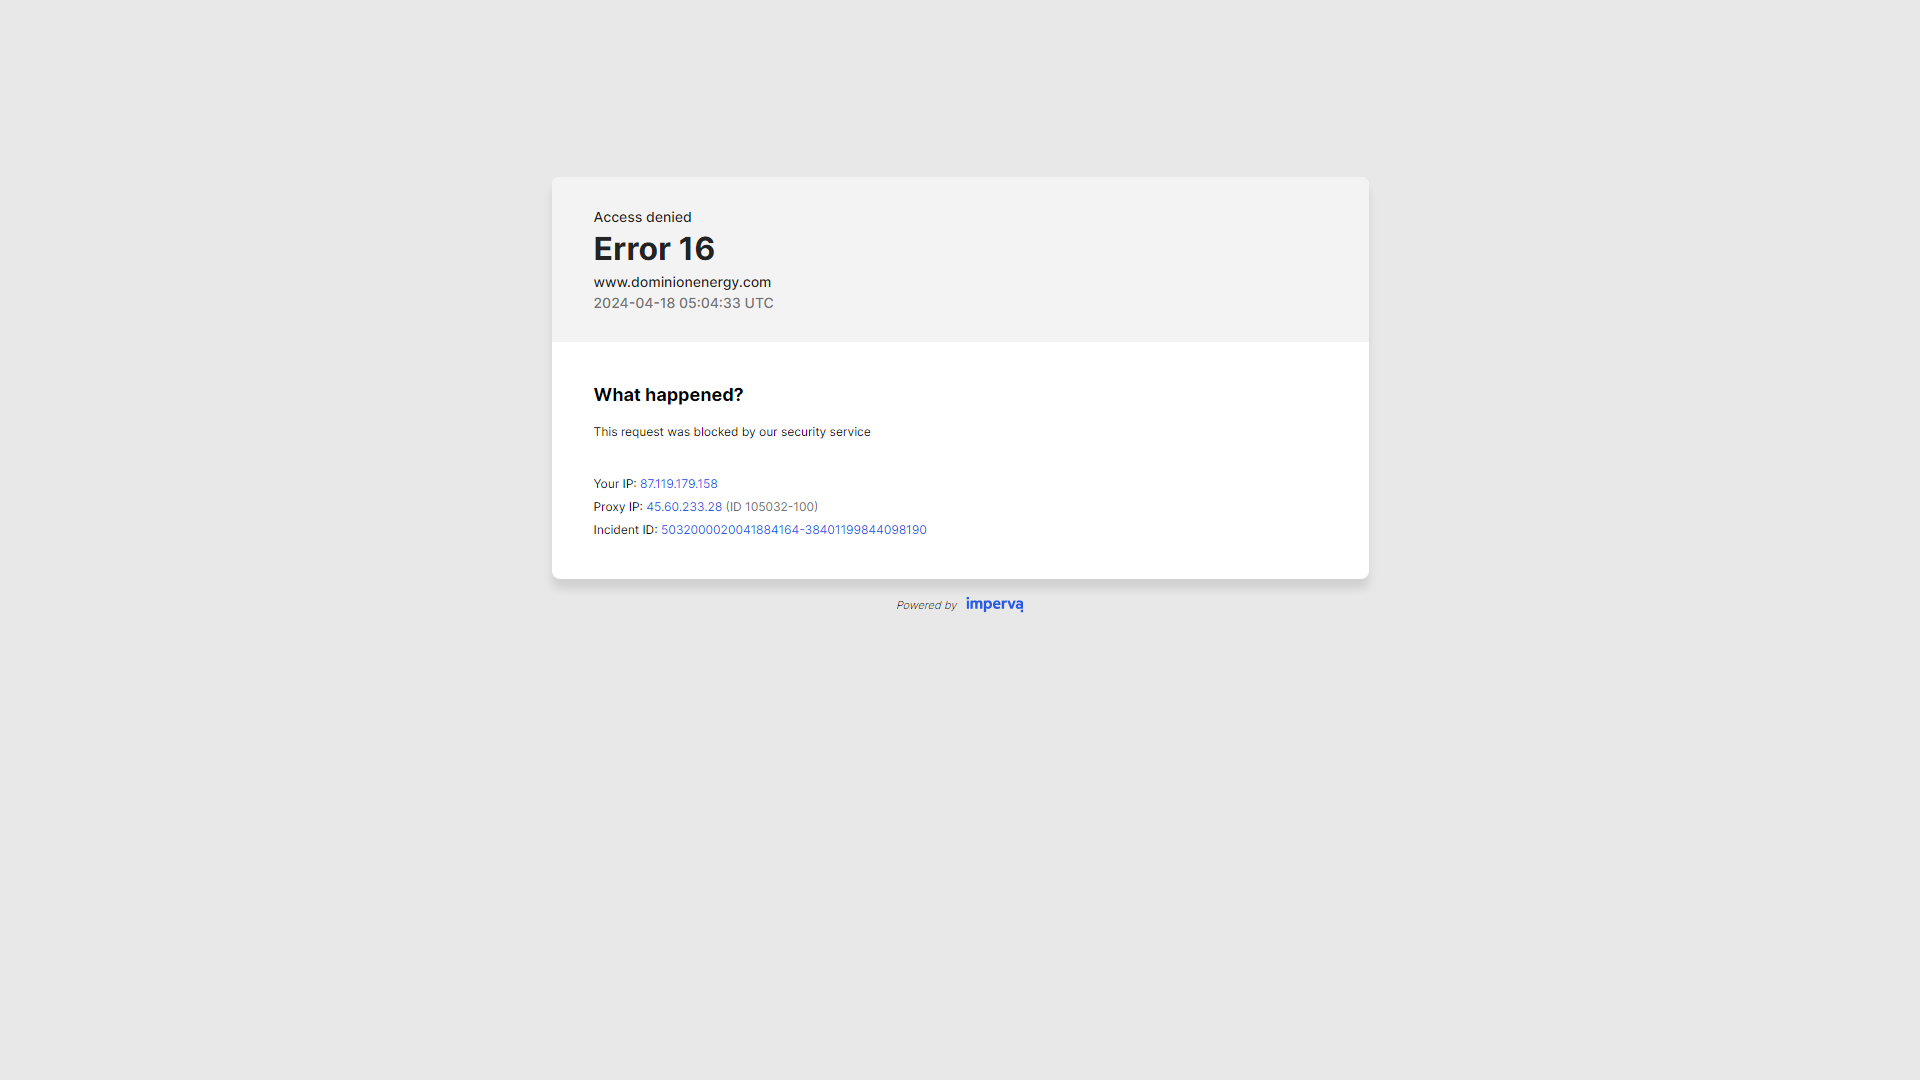 Access denied
Error 16
www.dominionenergy.com
2024-04-18 05:04:33 UTC
What happened?
This request was blocked by our security service
Your IP: 87.119.179.158
Proxy IP: 45.60.233.28 (ID 105032-100)
Incident ID: 5032000020041884164-38401199844098190
Powered by imperva